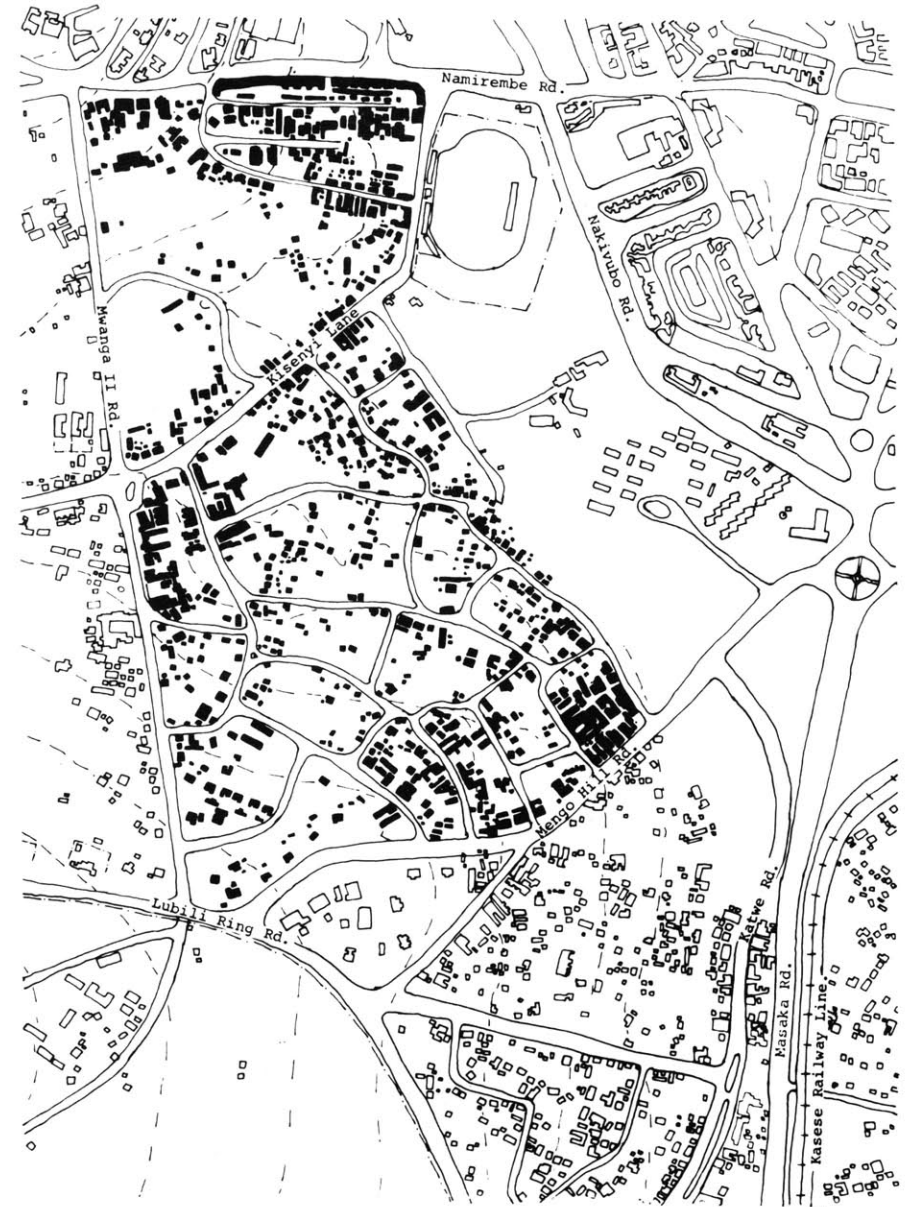 Namirembe Rd.
Nakivubo Rd.
Kisenyi Lane
Mwanga II Rd.
Mengo Hill Rd
Lubili Ring Rd.
Katwe Rd.
Masaka Rd.
Kasese Railway Line